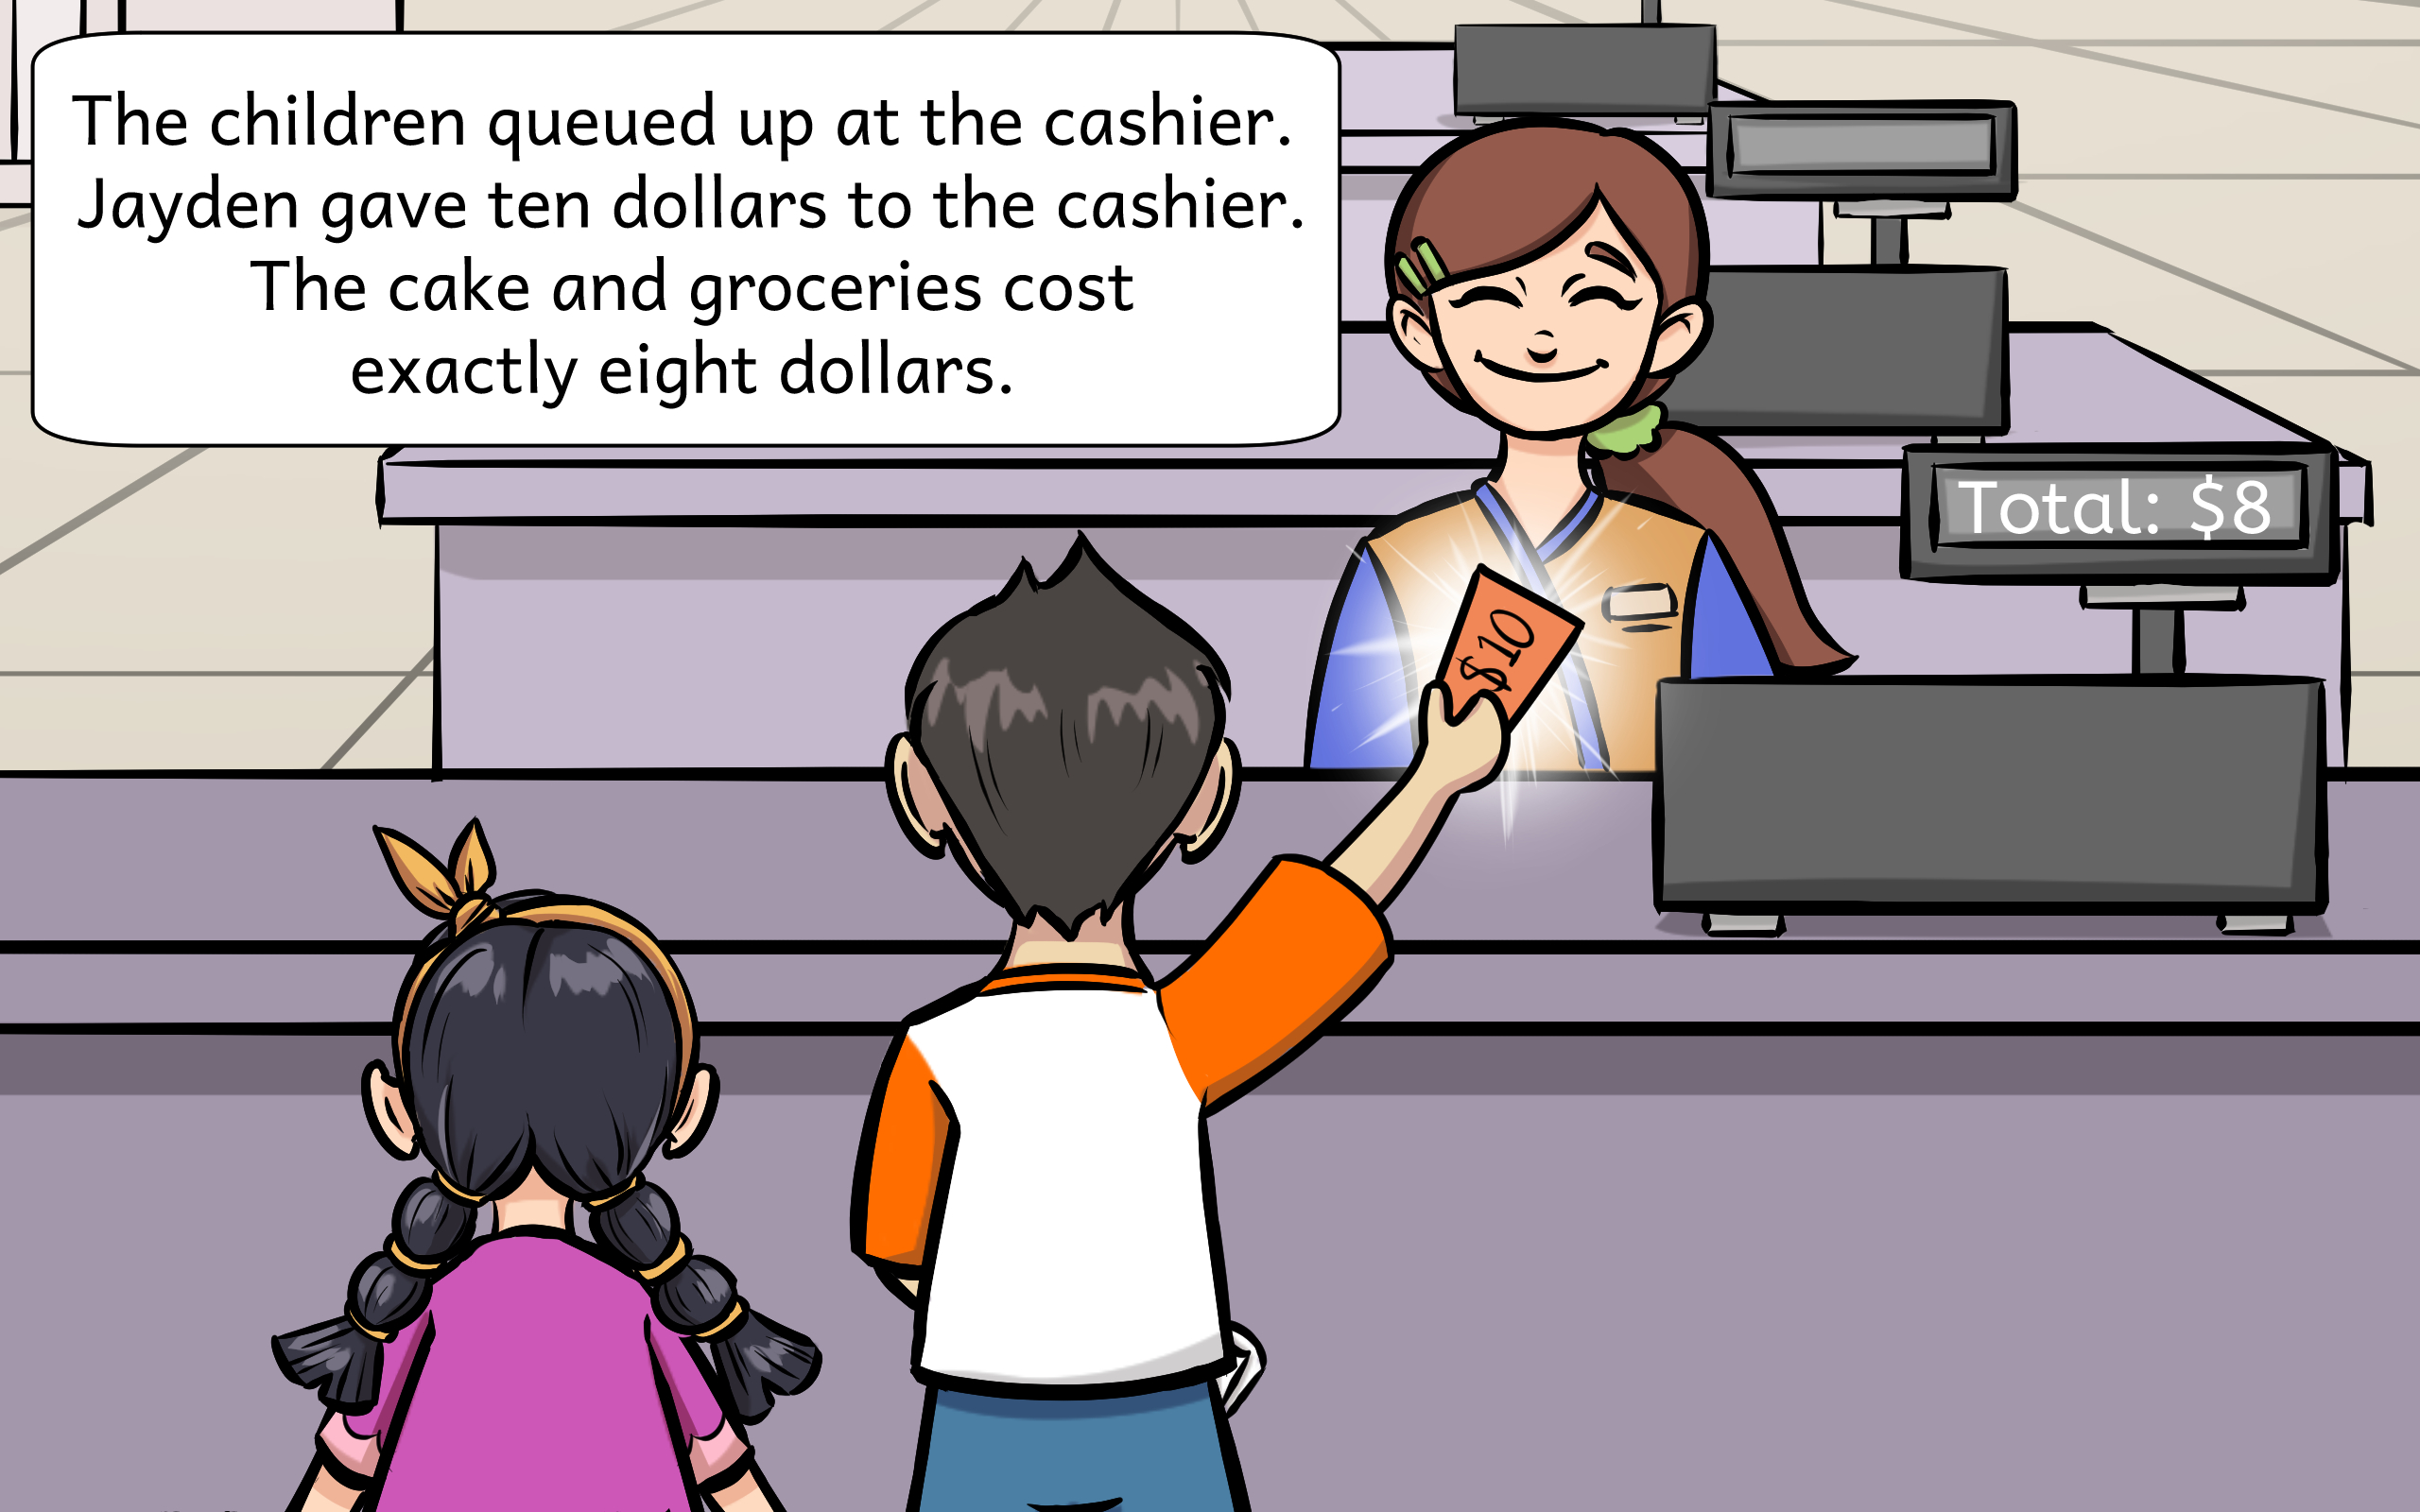 The children queued up at the cashier.
Jayden gave ten dollars to the cashier.
The cake and groceries cost
exactly eight dollars.
Total: $8
$10